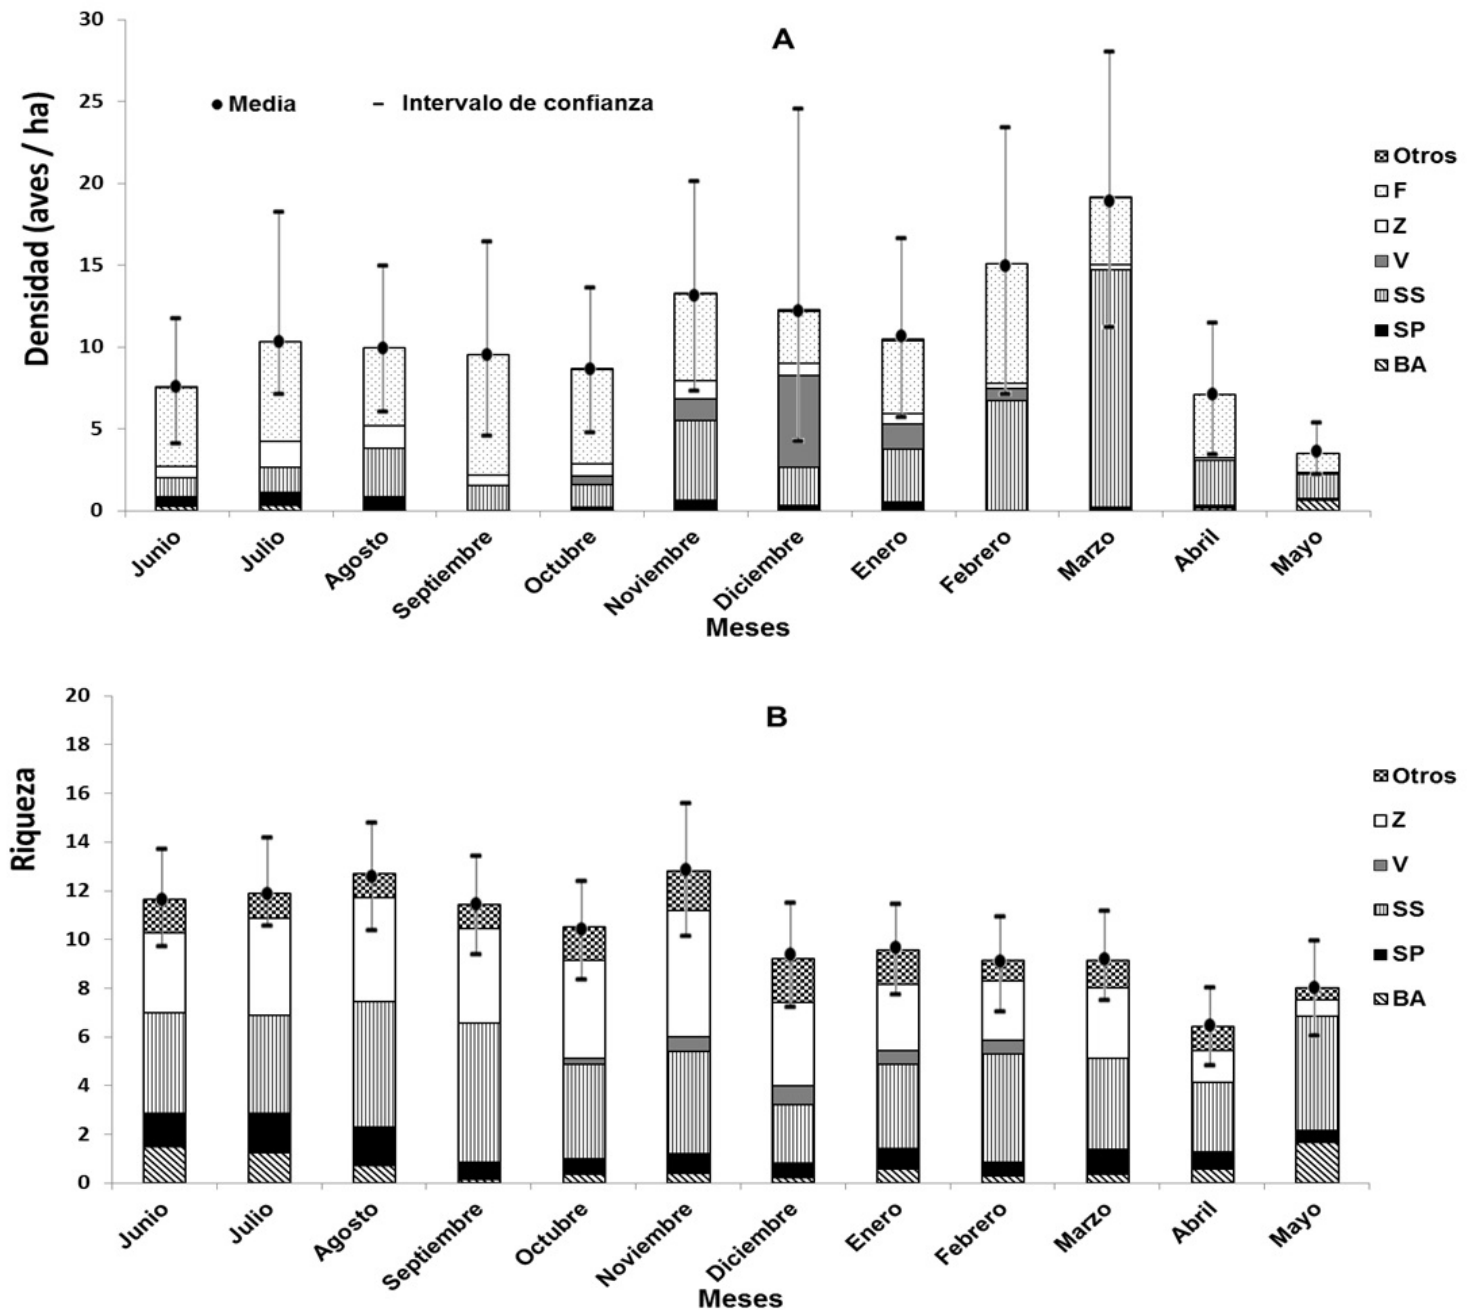 A
30
25
20
15
10
5
0
Densidad (aves / ha)
Media
Intervalo de confianza
Otros
F
Z
V
SS
SP
BA
Junio
Julio
Agosto
Septiembre
Octubre
Noviembre
Diciembre
Enero
Febrero
Marzo
Abril
Mayo
Meses
B
20
18
16
14
12
10
8
6
4
2
0
Riqueza
Otros
Z
V
SS
SP
BA
Junio
Julio
Agosto
Septiembre
Octubre
Noviembre
Diciembre
Enero
Febrero
Marzo
Abril
Mayo
Meses